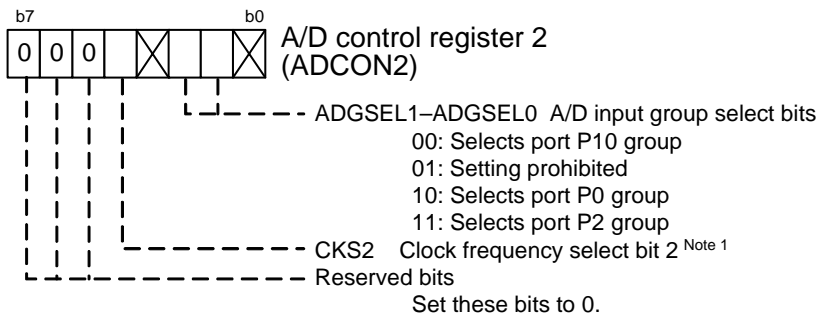 b7 b0
0 0 0
A/D control register 2
(ADCON2)
ADGSEL1–ADGSEL0 A/D input group select bits
00: Selects port P10 group
01: Setting prohibited
10: Selects port P0 group
11: Selects port P2 group
CKS2 Clock frequency select bit 2 Note 1
Reserved bits
Set these bits to 0.